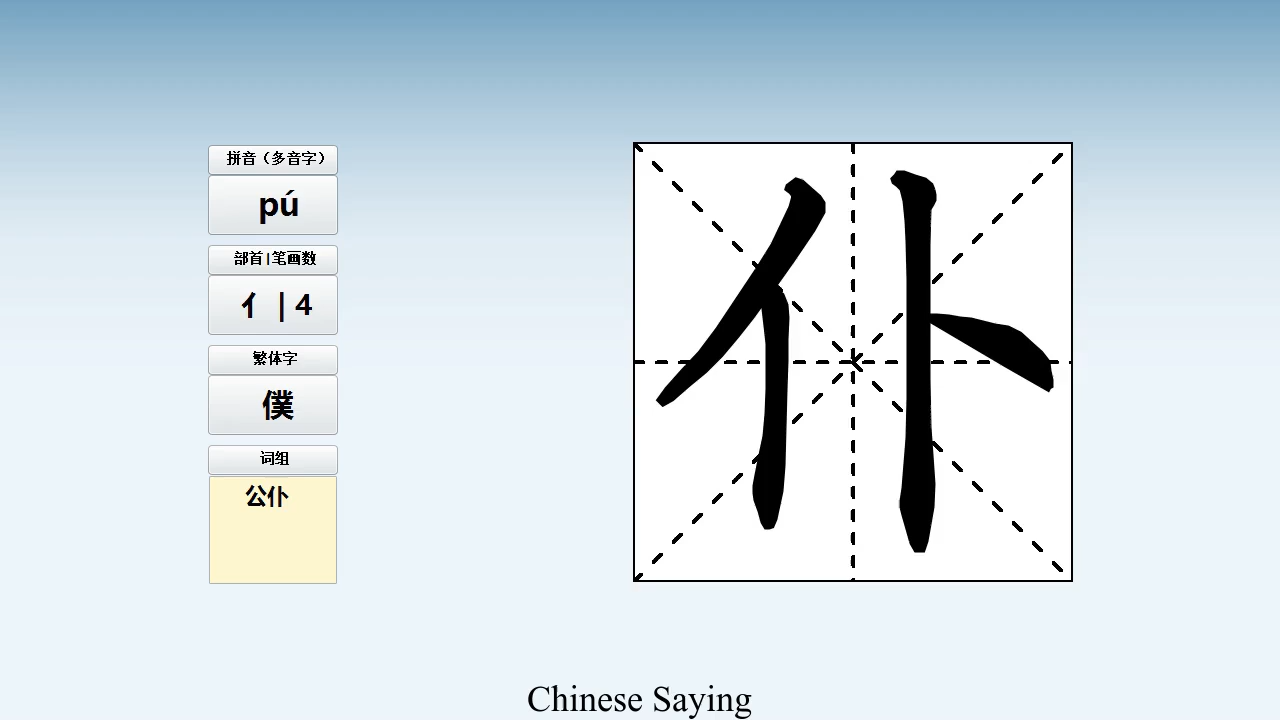 拼音（多音字）
pú
部首|笔画数
亻 | 4
繁体字
僕
词组
公仆
仆
Chinese Saying